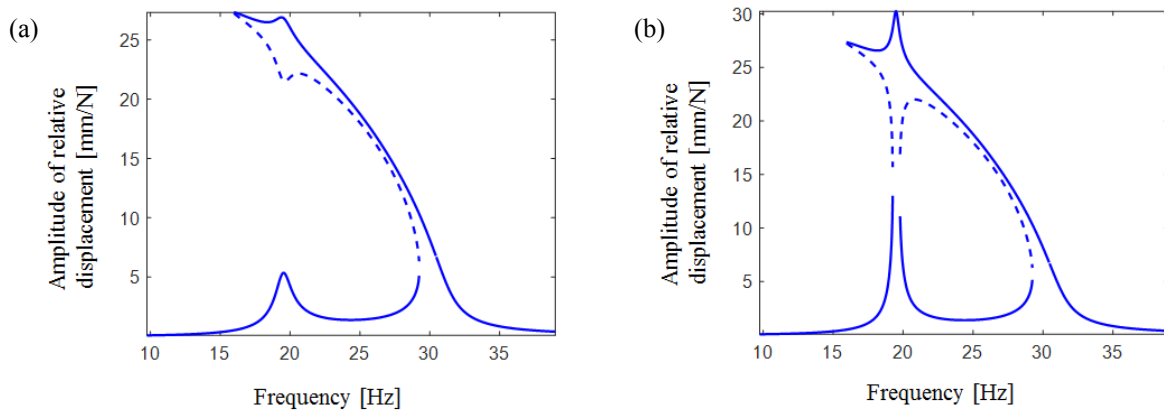 (a)
Amplitude of relative
displacement [mm/N]
25
20
15
10
5
10 15 20 25 30 35
Frequency [Hz]
(b)
Amplitude of relative
displacement [mm/N]
30
25
20
15
10
5
10 15 20 25 30 35
Frequency [Hz]